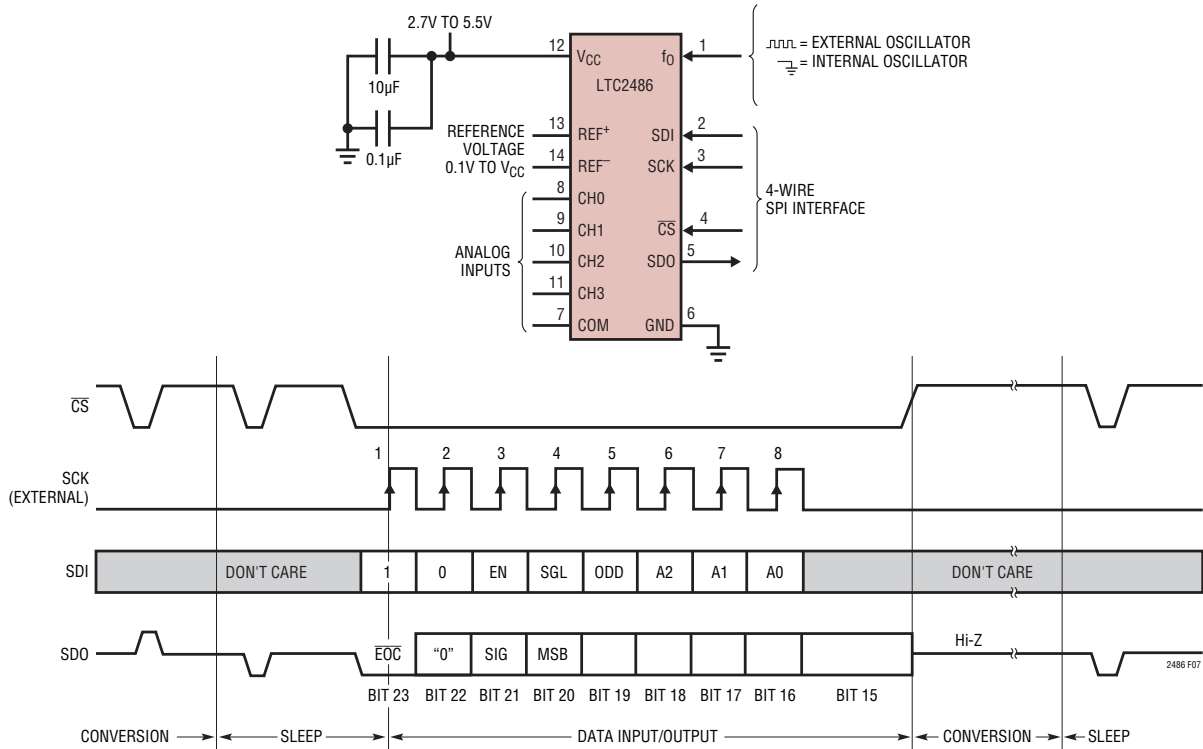 2.7V TO 5.5V
10µF
0.1µF
REFERENCE
VOLTAGE
0.1V TO VCC
ANALOG
INPUTS
12
13
14
8
9
10
11
7
VCC
fO
LTC2486
REF+
SDI
REF–
SCK
CH0
CH1
CS
CH2
SDO
CH3
COM
GND
1
2
3
4
5
6
= EXTERNAL OSCILLATOR
= INTERNAL OSCILLATOR
4-WIRE
SPI INTERFACE
CS
1 2 3 4 5 6 7 8
SCK
(EXTERNAL)
SDI DON'T CARE 1 0 EN SGL ODD A2 A1 A0 DON'T CARE
SDO EOC “0” SIG MSB Hi-Z
2486 F07
BIT 23 BIT 22 BIT 21 BIT 20 BIT 19 BIT 18 BIT 17 BIT 16 BIT 15
CONVERSION SLEEP DATA INPUT/OUTPUT CONVERSION SLEEP